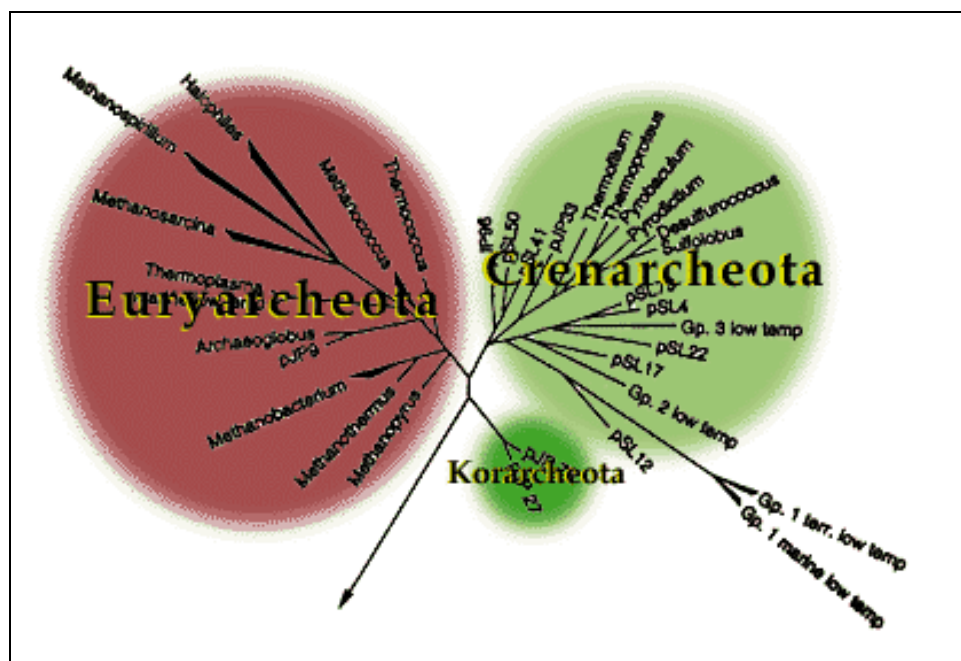 Methanospirillum
Halophiles
Methanosarcina
Methanococcus
Thermococcus
Thermoplasma
Euryarcheota
Archaeoglobus
pJP9
Methanobacterium
Methanothermus
Methanopyrus
pSL50
pJP33
Thermofilum
Thermoproteus
Pyrobaculum
Pyrodictium
Desulfurococcus
Sulfolobus
Crenarcheota
pSL4
Gp. 3 low temp
pSL22
pSL17
Gp. 2 low temp
pSL12
Gp. 1 terr. low temp
Gp. 1 marine low temp
Korarcheota